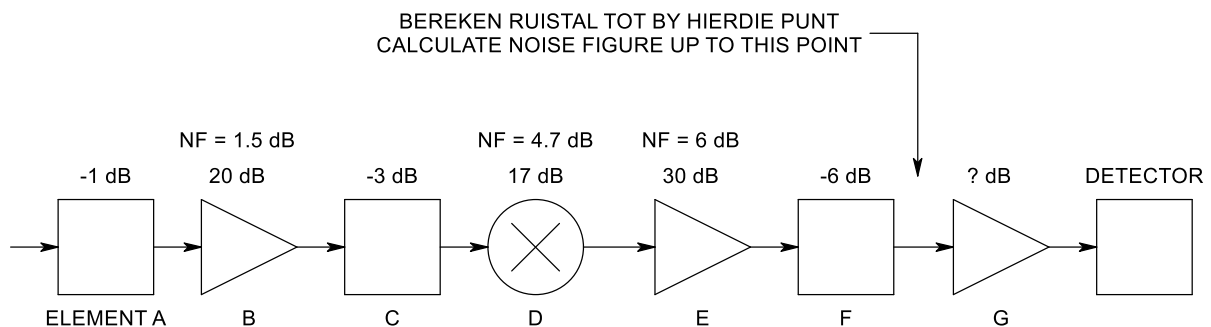 BEREKEN RUISTAL TOT BY HIERDIE PUNT
CALCULATE NOISE FIGURE UP TO THIS POINT
NF = 1.5 dB NF = 4.7 dB NF = 6 dB
-1 dB 20 dB -3 dB 17 dB 30 dB -6 dB ? dB DETECTOR
ELEMENT A B C D E F G